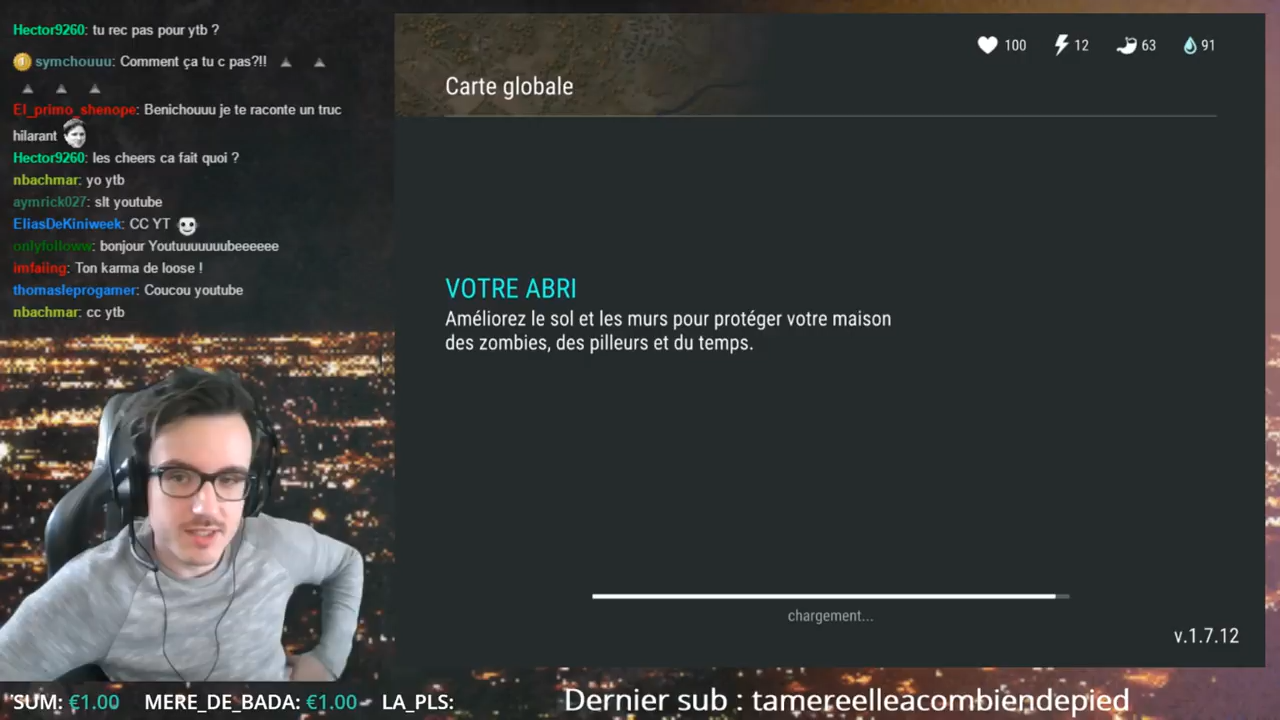 Hector9260: tu rec pas pour ytb ?
symchouuu: Comment ça tu c pas?!!
El_primo_shenope: Benichouuu je te raconte un truc
hilarant
Hector9260: les cheers ca fait quoi ?
nbachmar: yo ytb
aymrick027: slt youtube
EliasDeKiniweek: CC YT
onlyfolloww: bonjour Youtuuuuuuubeeeeee
imfaiing: Ton karma de loose !
thomasleprogamer: Coucou youtube
nbachmar: cc ytb
100 12 63 91
Carte globale
VOTRE ABRI
Améliorez le sol et les murs pour protéger votre maison
des zombies, des pilleurs et du temps.
chargement...
v.1.7.12
SUM: €1.00 MERE_DE_BADA: €1.00 - LA_PLS:
Dernier sub : tamereelleacombiendepied